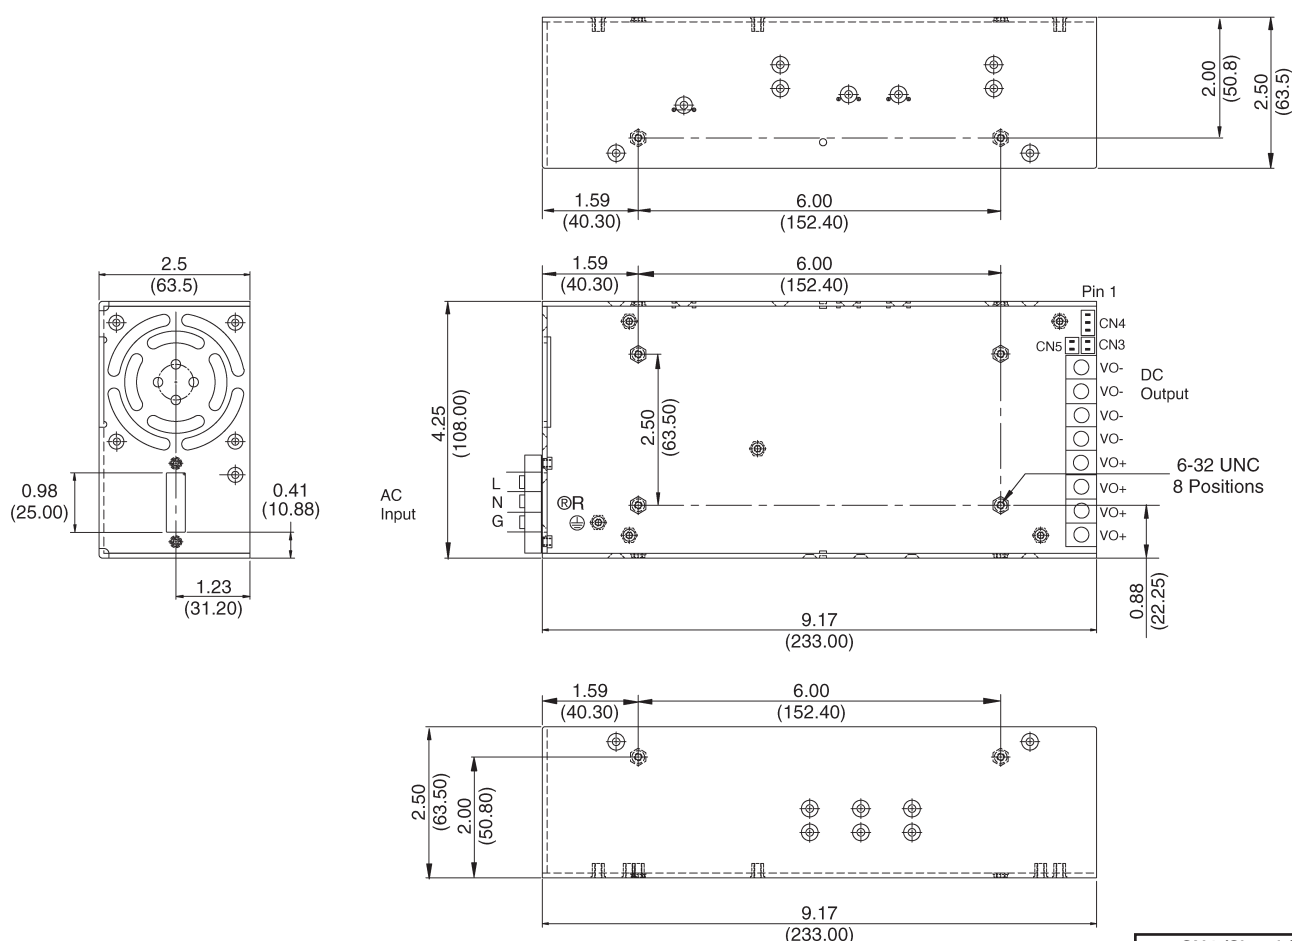 2.00
(50.8)
2.50
(63.5)
1.59
(40.30)
6.00
(152.40)
2.5
(63.5)
0.98
(25.00)
0.41
(10.88)
1.23
(31.20)
1.59
(40.30)
6.00
(152.40)
Pin 1
CN4
CN5
CN3
VO-
VO-
VO-
VO-
VO+
VO+
VO+
VO+
DC
Output
4.25
(108.00)
2.50
(63.50)
6-32 UNC
8 Positions
AC
Input
L
N
G
®R
0.88
(22.25)
9.17
(233.00)
1.59
(40.30)
6.00
(152.40)
2.50
(63.50)
2.00
(50.80)
9.17
(233.00)